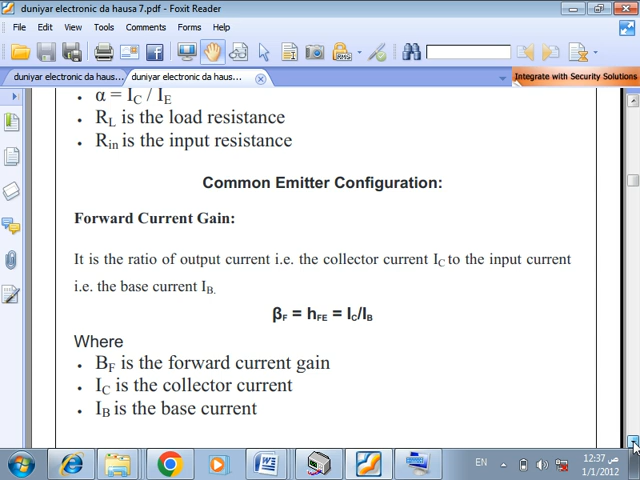 duniyar electronic da hausa 7.pdf - Foxit Reader
File Edit View Tools Comments Forms Help
duniyar electronic da haus... duniyar electronic da haus... Integrate with Security Solutions
• α = IC / IE
• RL is the load resistance
• Rin is the input resistance
Common Emitter Configuration:
Forward Current Gain:
It is the ratio of output current i.e. the collector current IC to the input current
i.e. the base current IB.
βF = hFE = IC/IB
Where
• BF is the forward current gain
• IC is the collector current
• IB is the base current
EN
12:37 ص
1/1/2012